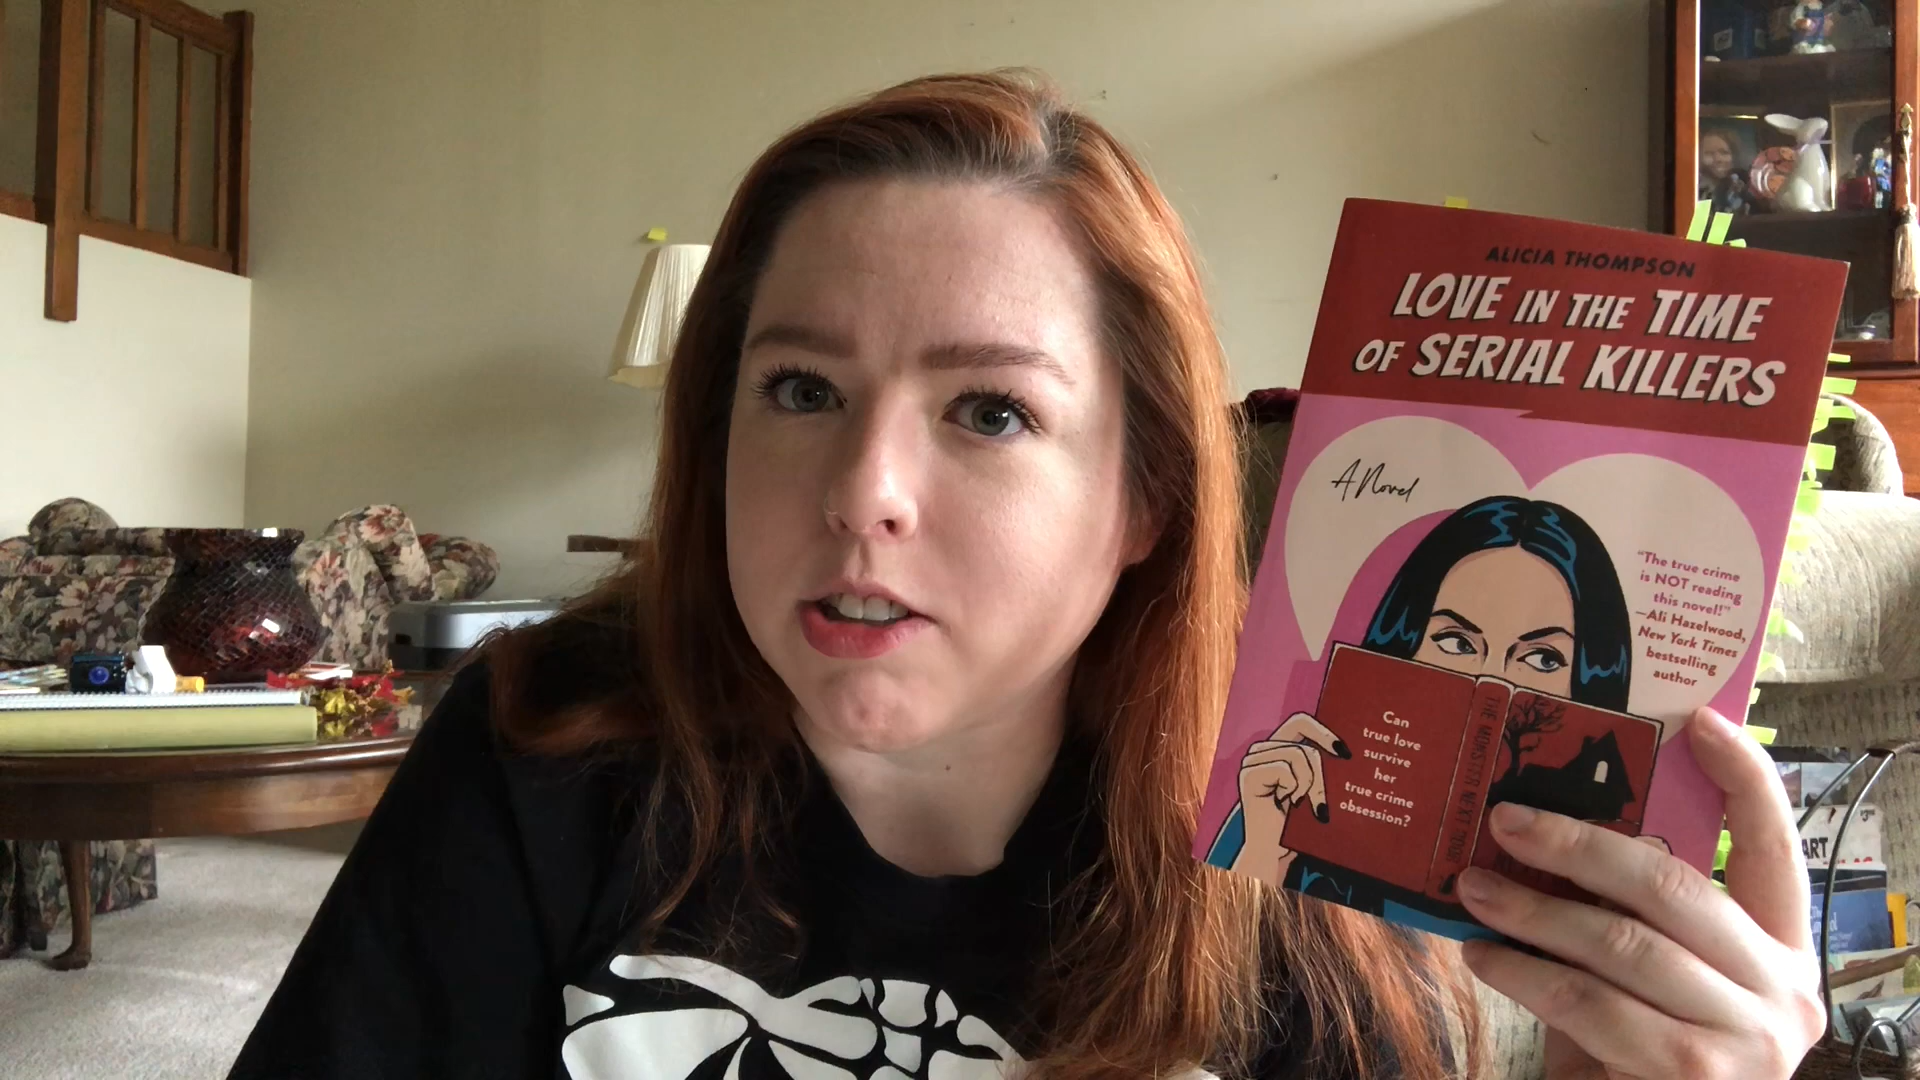 ALICIA THOMPSON
LOVE IN THE TIME
OF SERIAL KILLERS
A Novel
"The true crime
is NOT reading
this novel!"
—Ali Hazelwood,
New York Times
bestselling
author
Can
true love
survive
her
true crime
obsession?
THE MONSTER NEXT DOOR
ART